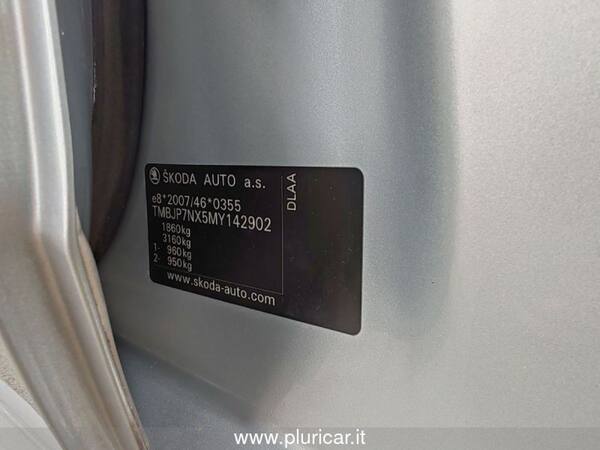 ŠKODA AUTO a.s.
e8*2007/46*0355
TMBJP7NX5MY142902
1860kg
3160kg
1- 960kg
2- 950kg
www.skoda-auto.com
DLAA
www.pluricar.it